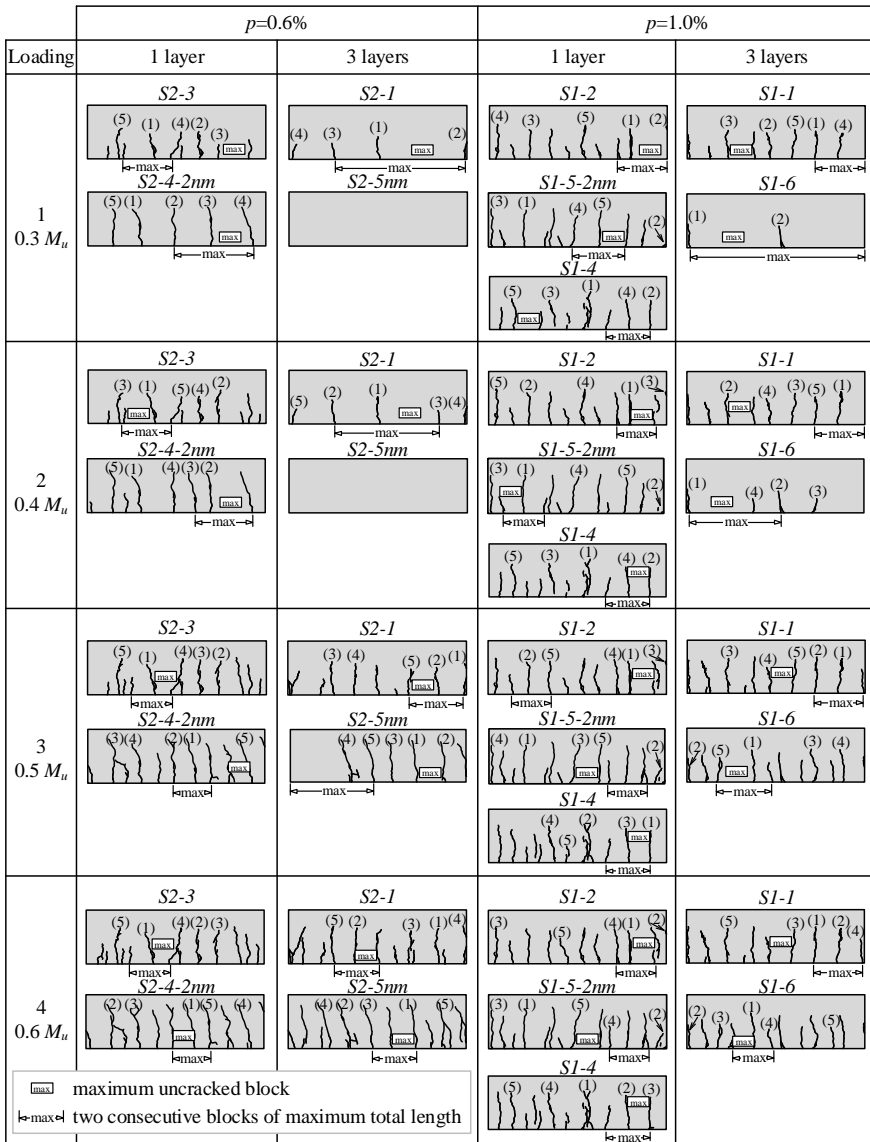 p=0.6% p=1.0%
Loading 1 layer 3 layers 1 layer 3 layers
S2-3 S2-1 S1-2 S1-1
(5) (1) (4) (2) (3) max
max
(4) (3) (1) (2) max
max
(4) (3) (5) (1) (2) max
max
(3) (2) (5) (1) (4) max
max
1
0.3 Mu
S2-4-2nm S2-5nm S1-5-2nm S1-6
(5) (1) (2) (3) (4) max
max
(3) (1) (4) (5) (2) max
max
(1) (2) max
max
S1-4
(5) (3) (1) (4) (2) max
max
S2-3 S2-1 S1-2 S1-1
(3) (1) (5) (4) (2) max
max
(5) (2) (1) (3) (4) max
max
(5) (2) (4) (1) (3) max
max
(2) (4) (3) (5) (1) max
max
2
0.4 Mu
S2-4-2nm S2-5nm S1-5-2nm S1-6
(5) (1) (4) (3) (2) max
max
(3) (1) (4) (5) (2) max
max
(1) (4) (2) (3) max
max
S1-4
(5) (3) (1) (4) (2) max
max
S2-3 S2-1 S1-2 S1-1
(5) (1) (4) (3) (2) max
max
(3) (4) (5) (2) (1) max
max
(2) (5) (4) (1) (3) max
max
(3) (4) (5) (2) (1) max
max
3
0.5 Mu
S2-4-2nm S2-5nm S1-5-2nm S1-6
(3) (4) (2) (1) (5) max
max
(4) (5) (3) (1) (2) max
max
(4) (1) (3) (5) (2) max
max
(2) (5) (1) (3) (4) max
max
S1-4
(4) (5) (2) (3) (1) max
max
S2-3 S2-1 S1-2 S1-1
(5) (1) (4) (2) (3) max
max
(5) (2) (3) (1) (4) max
max
(3) (5) (4) (1) (2) max
max
(5) (3) (1) (2) (4) max
max
4
0.6 Mu
S2-4-2nm S2-5nm S1-5-2nm S1-6
(2) (3) (1) (5) (4) max
max
(4) (2) (3) (1) (5) max
max
(3) (1) (5) (4) (2) max
max
(2) (3) (1) (4) (5) max
max
S1-4
(5) (4) (1) (2) (3) max
max
max maximum uncracked block
max two consecutive blocks of maximum total length